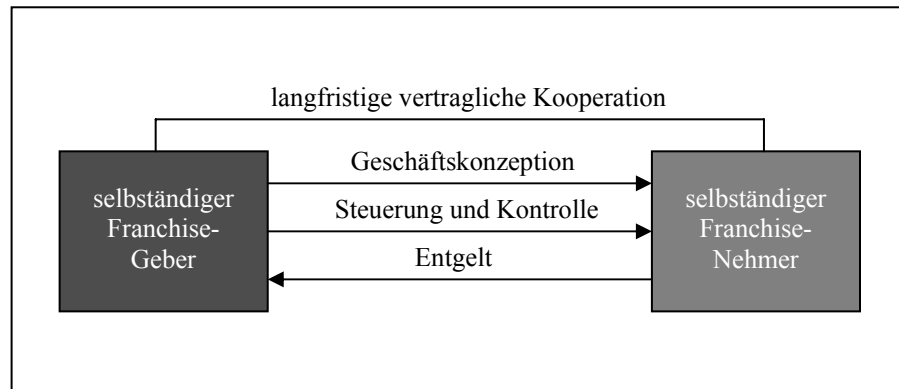 langfristige vertragliche Kooperation
selbständiger
Franchise-
Geber
Geschäftskonzeption
Steuerung und Kontrolle
Entgelt
selbständiger
Franchise-
Nehmer